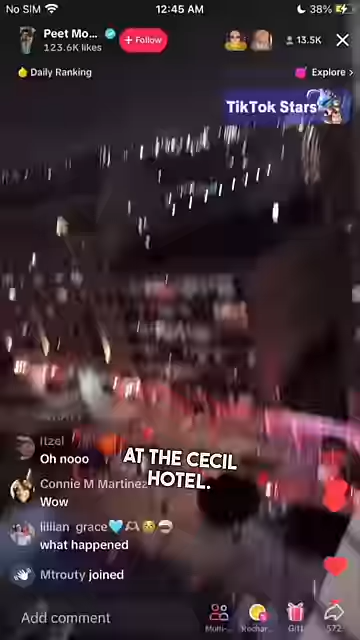 No SIM
12:45 AM
38%
Peet Mo...
123.6K likes
+ Follow
13.5K
Daily Ranking
Explore >
TikTok Stars
Itzel
Oh nooo
AT THE CECIL
HOTEL.
Connie M Martinez
Wow
lillian grace
what happened
Mtrouty joined
Add comment
Multi-...
Rechar...
Gift
572